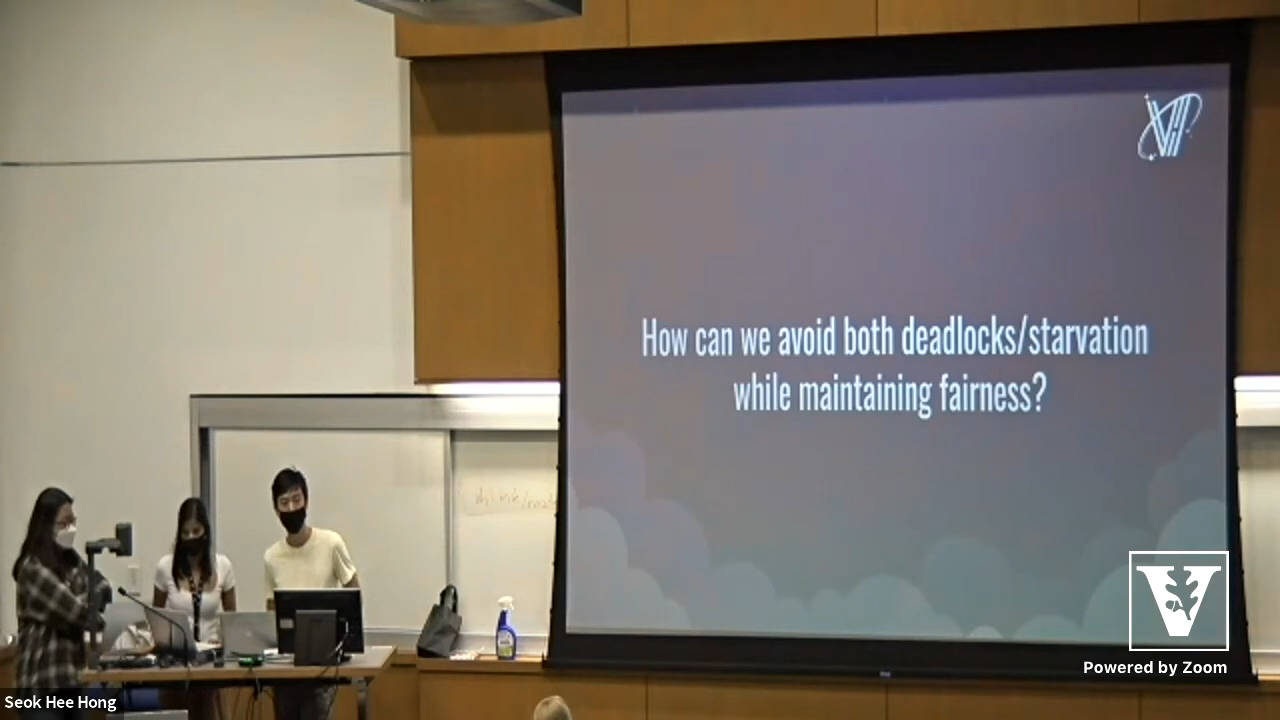 How can we avoid both deadlocks/starvation
while maintaining fairness?
V
Powered by Zoom
Seok Hee Hong